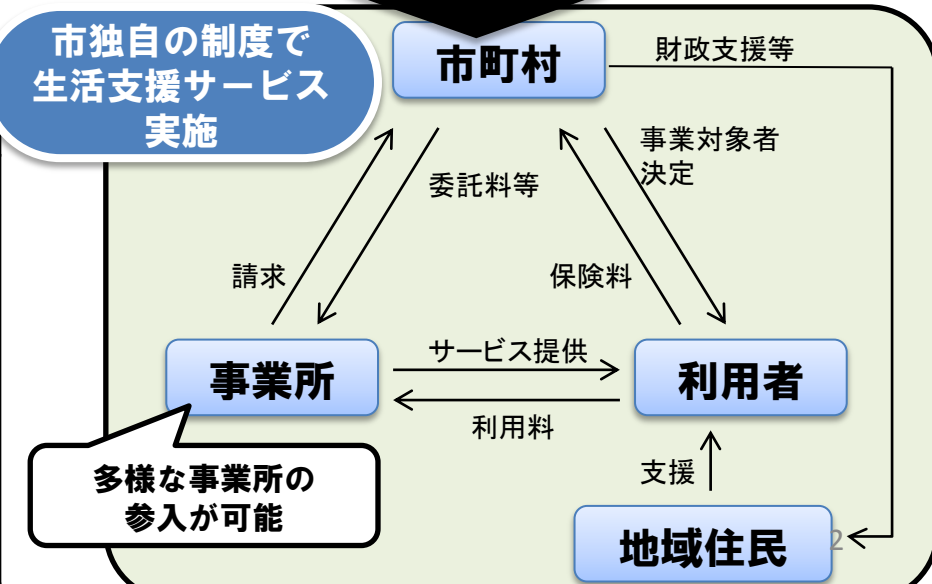 市独自の制度で
生活支援サービス
実施
市町村
財政支援等
事業対象者
決定
委託料等
請求
保険料
サービス提供
事業所
利用者
利用料
多様な事業所の
参入が可能
支援
地域住民
2